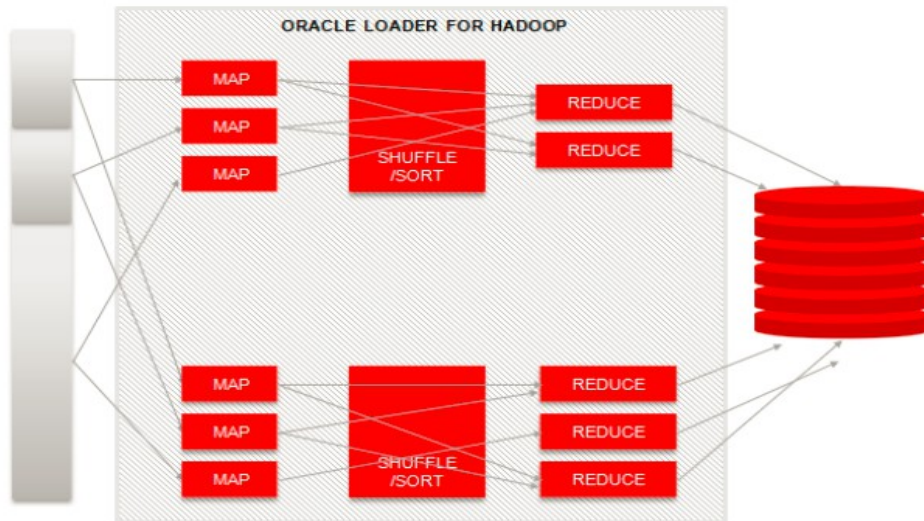 ORACLE LOADER FOR HADOOP
MAP
MAP
MAP
SHUFFLE
/SORT
REDUCE
REDUCE
MAP
MAP
MAP
SHUFFLE
/SORT
REDUCE
REDUCE
REDUCE